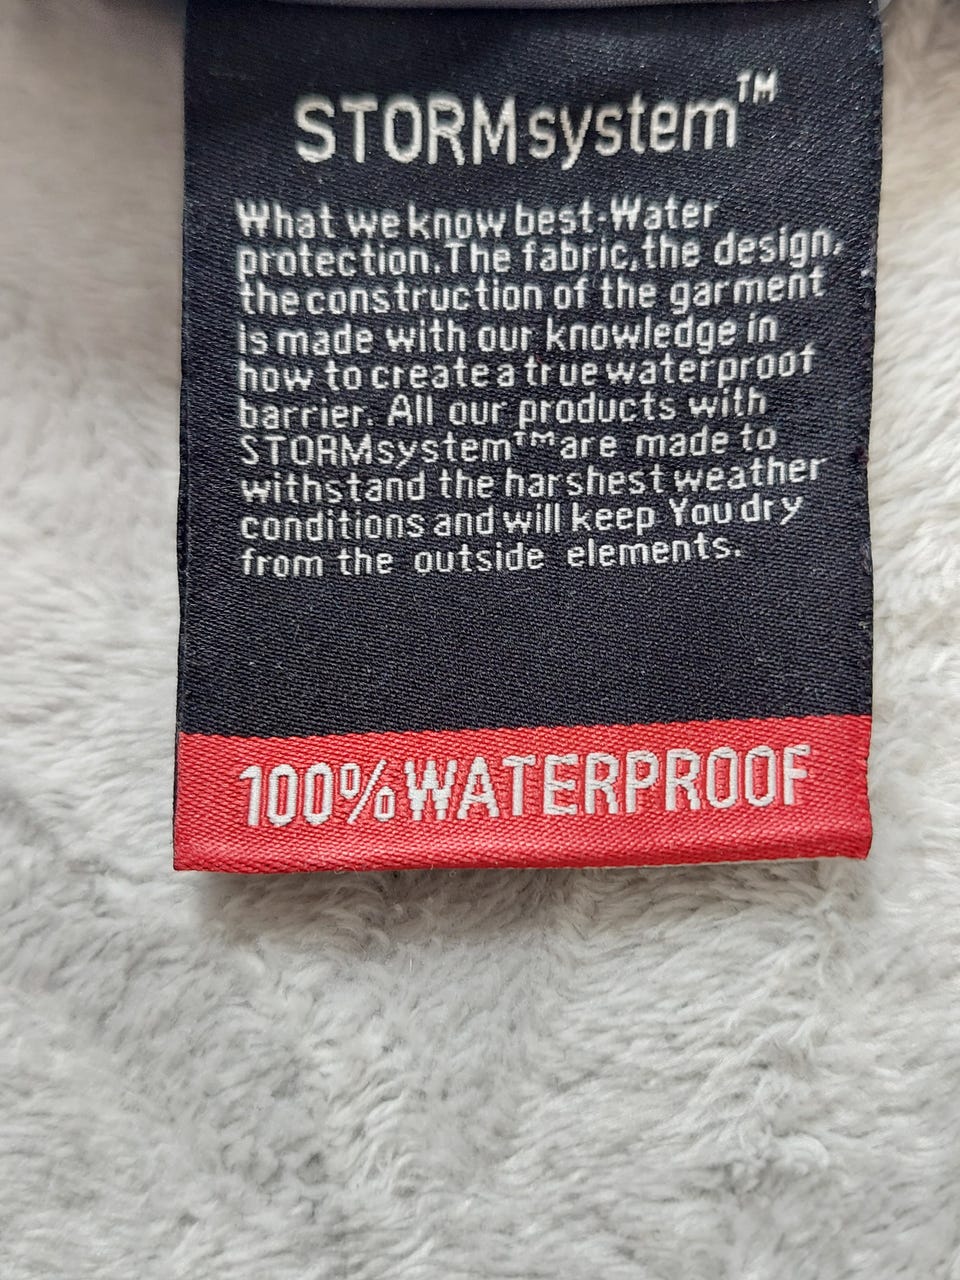 STORMsystem™
What we know best-Water
protection. The fabric, the design,
the construction of the garment
is made with our knowledge in
how to create a true waterproof
barrier. All our products with
STORMsystem™ are made to
withstand the harshest weather
conditions and will keep You dry
from the outside elements.
100% WATERPROOF